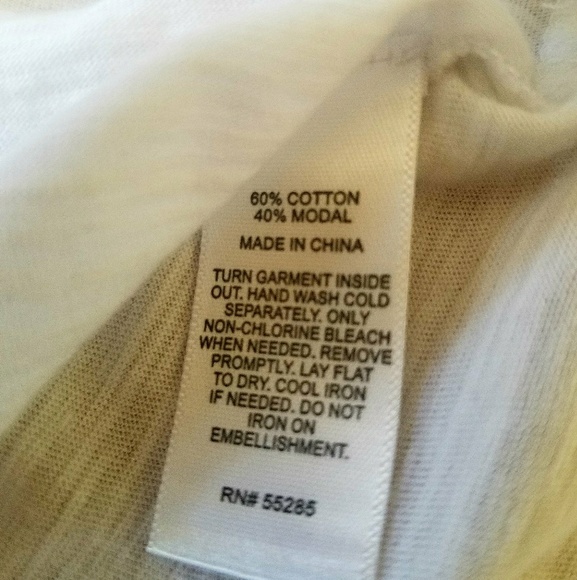 60% COTTON
40% MODAL
MADE IN CHINA
TURN GARMENT INSIDE
OUT. HAND WASH COLD
SEPARATELY. ONLY
NON-CHLORINE BLEACH
WHEN NEEDED. REMOVE
PROMPTLY. LAY FLAT
TO DRY. COOL IRON
IF NEEDED. DO NOT
IRON ON
EMBELLISHMENT.
RN# 55285